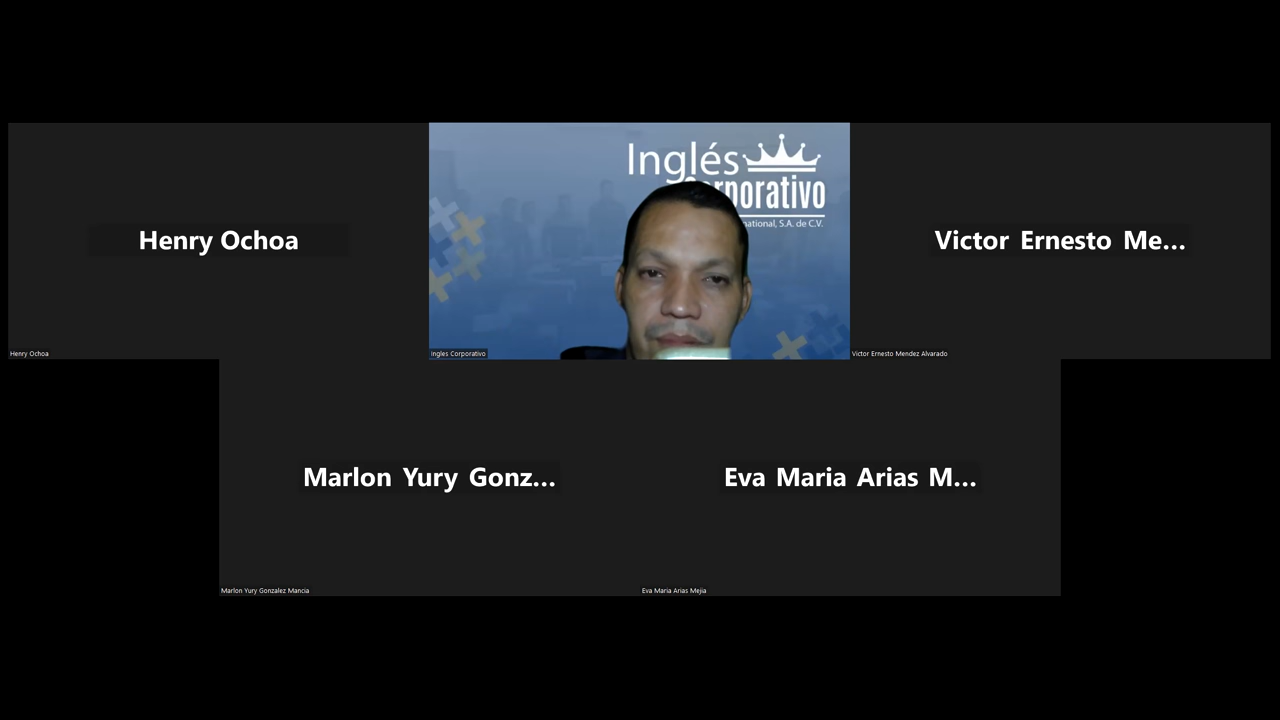 Henry Ochoa
Henry Ochoa
Inglés
Corporativo
national, S.A. de C.V.
Ingles Corporativo
Victor Ernesto Me...
Victor Ernesto Mendez Alvarado
Marlon Yury Gonz...
Marlon Yury Gonzalez Mancia
Eva Maria Arias M...
Eva Maria Arias Mejia